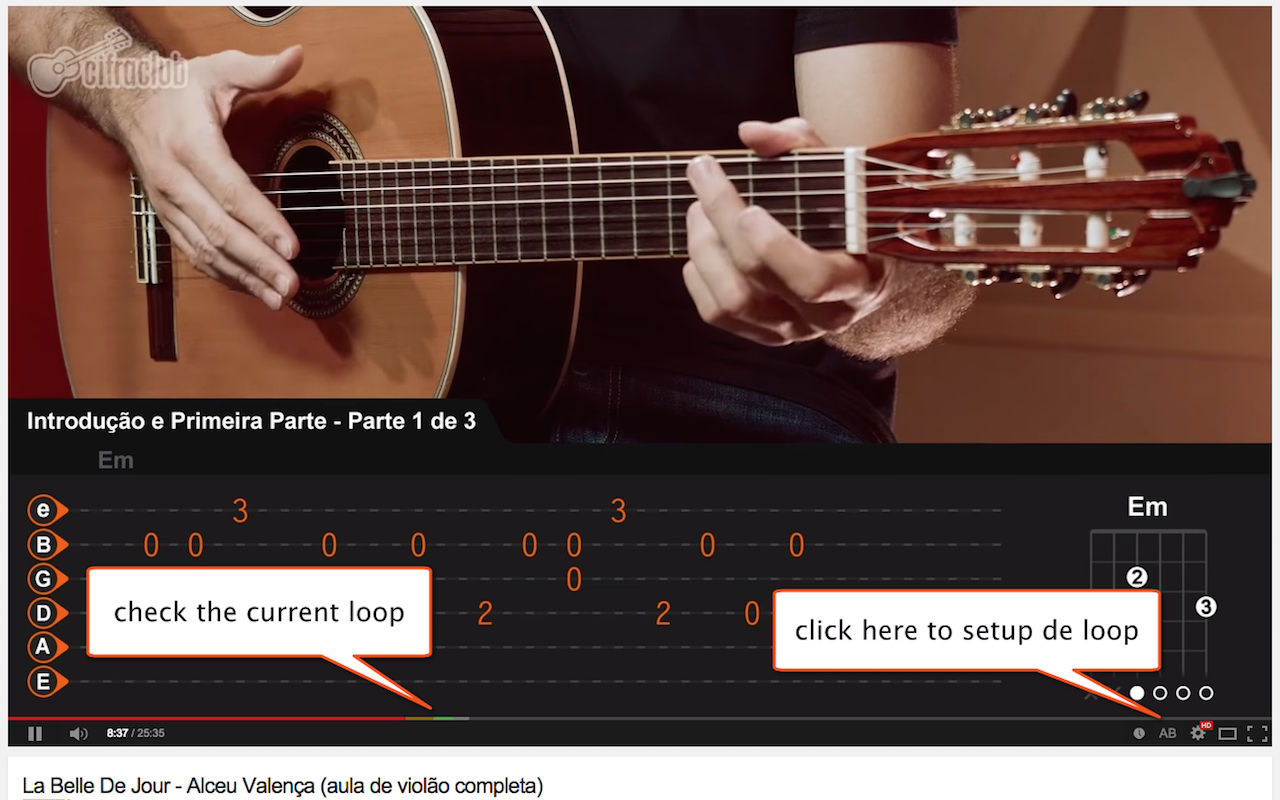 cifraclub
Introdução e Primeira Parte - Parte 1 de 3
Em
e 3 3
B 0 0 0 0 0 0 0 0
G 0
D 2 2 0
A
E
Em
2
3
check the current loop
click here to setup de loop
8:37 / 25:35
AB HD
La Belle De Jour - Alceu Valença (aula de violão completa)